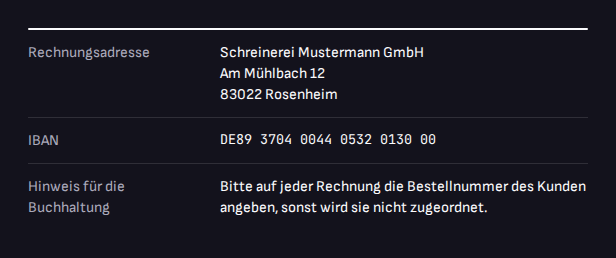 Rechnungsadresse
Schreinerei Mustermann GmbH
Am Mühlbach 12
83022 Rosenheim
IBAN
DE89 3704 0044 0532 0130 00
Hinweis für die
Buchhaltung
Bitte auf jeder Rechnung die Bestellnummer des Kunden
angeben, sonst wird sie nicht zugeordnet.